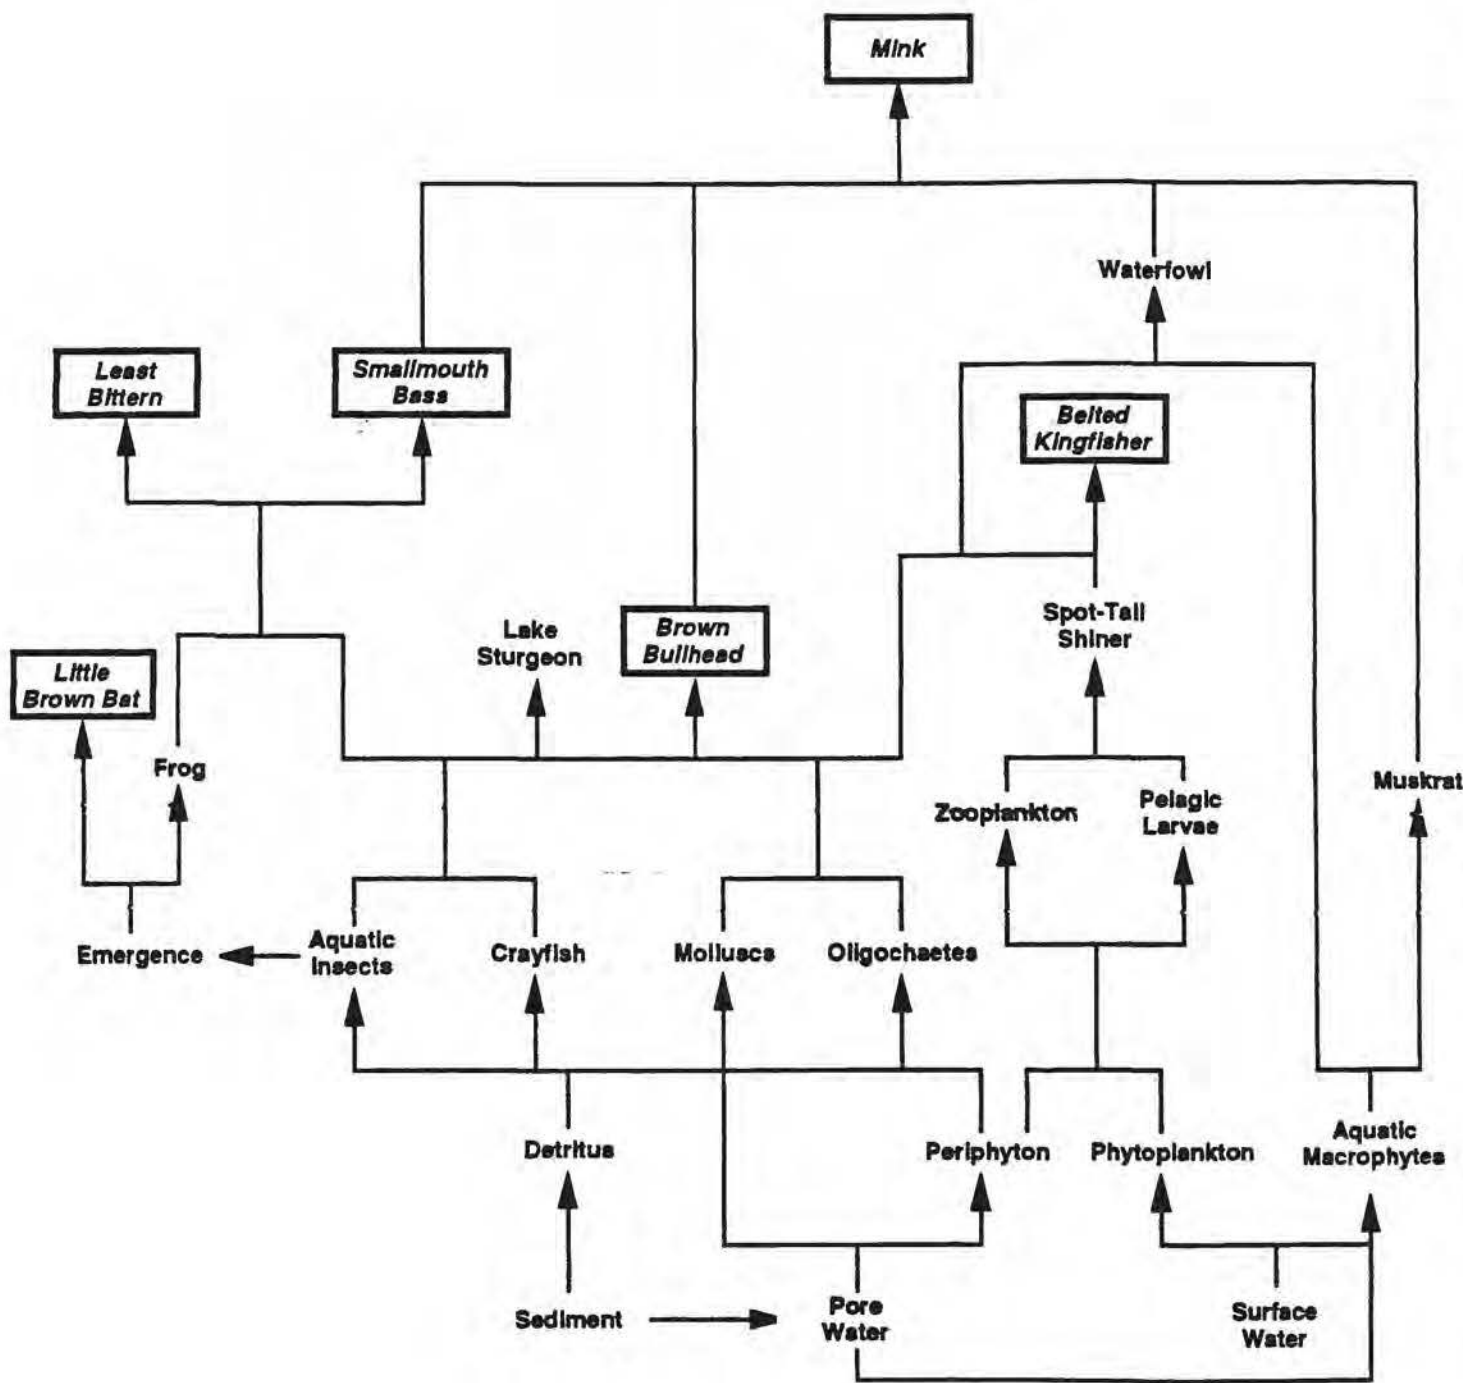 Mink
Waterfowl
Least
Bittern
Smallmouth
Bass
Belted
Kingfisher
Spot-Tail
Shiner
Lake
Sturgeon
Brown
Bullhead
Little
Brown Bat
Frog
Muskrat
Zooplankton
Pelagic
Larvae
Emergence
Aquatic
Insects
Crayfish
Molluscs
Oligochaetes
Detritus
Periphyton
Phytoplankton
Aquatic
Macrophytes
Sediment
Pore
Water
Surface
Water